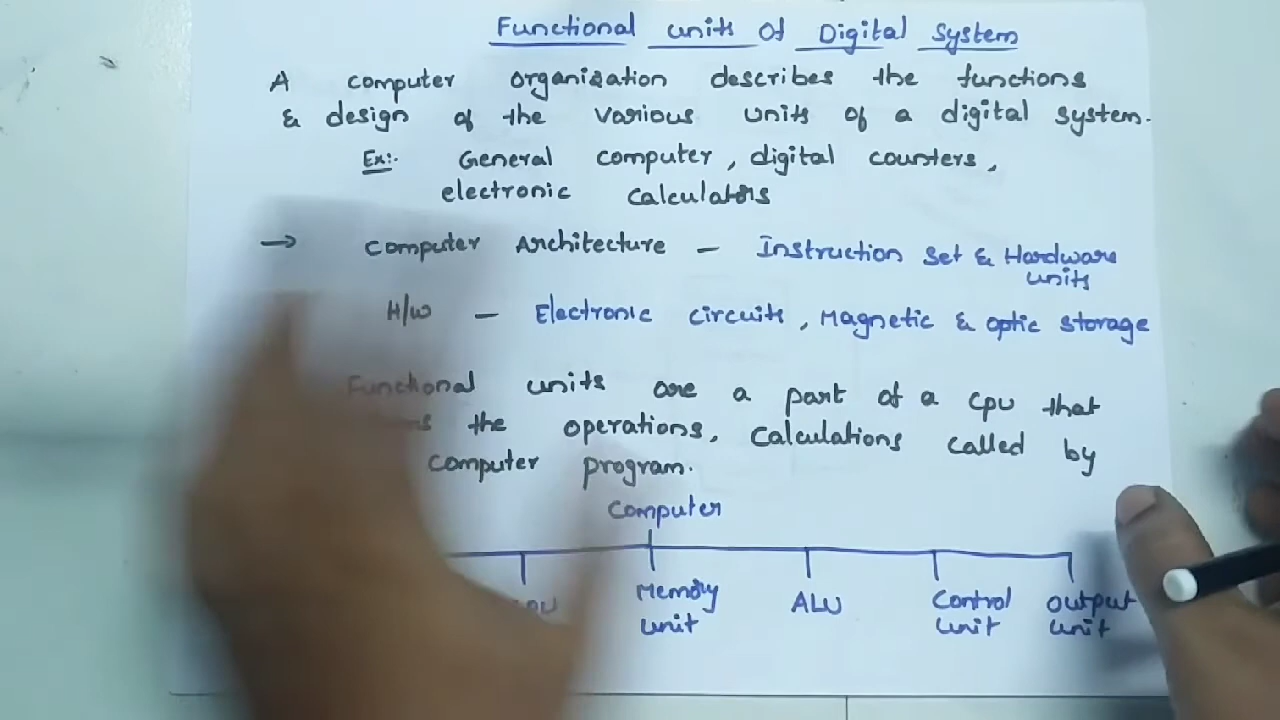 Functional units of Digital System
A computer organization describes the functions
& design of the various units of a digital system.
Ex:- General computer, digital counters,
electronic calculators
→ computer Architecture - Instruction set & Hardware
units
H/w - Electronic circuits, Magnetic & optic storage
Functional units are a part of a CPU that
the operations, calculations called by
computer program.
Computer
Memory unit ALU Control unit output unit